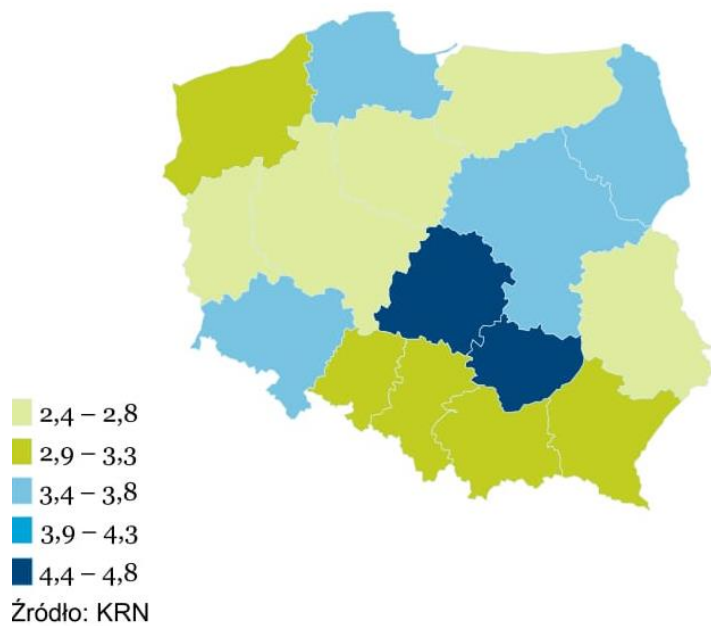 2,4 – 2,8
2,9 – 3,3
3,4 – 3,8
3,9 – 4,3
4,4 – 4,8
Źródło: KRN